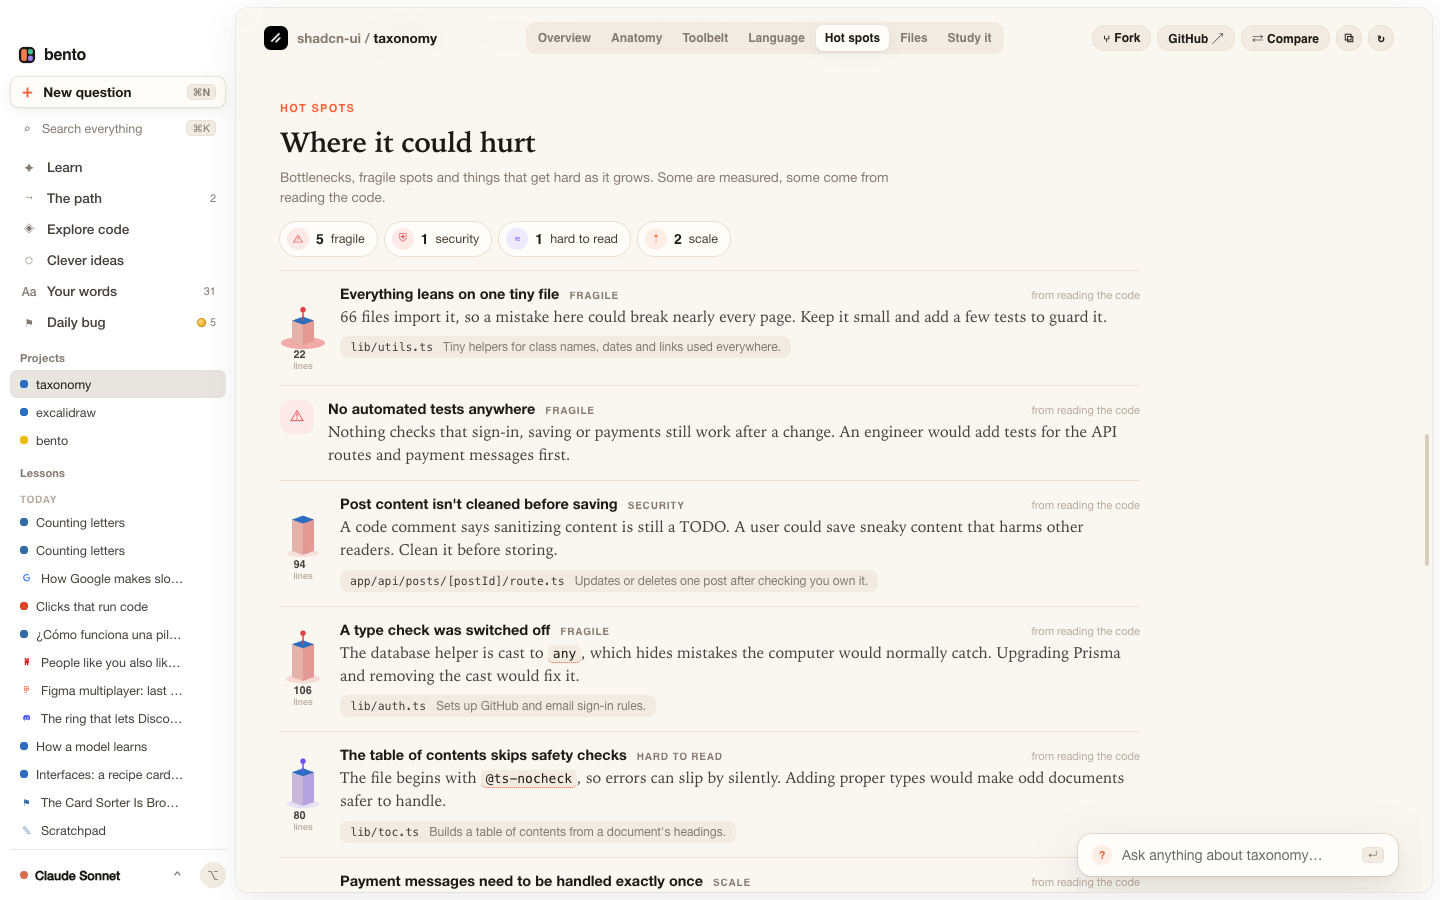 bento
New question ⌘N
Search everything ⌘K
Learn
The path 2
Explore code
Clever ideas
Aa Your words 31
Daily bug 5
Projects
taxonomy
excalidraw
bento
Lessons
TODAY
Counting letters
Counting letters
G How Google makes slo…
Clicks that run code
¿Cómo funciona una pil…
People like you also lik…
Figma multiplayer: last …
The ring that lets Disco…
How a model learns
Interfaces: a recipe card…
The Card Sorter Is Bro…
Scratchpad
Claude Sonnet
shadcn-ui / taxonomy
Overview Anatomy Toolbelt Language Hot spots Files Study it
Fork GitHub ↗ Compare
HOT SPOTS
Where it could hurt
Bottlenecks, fragile spots and things that get hard as it grows. Some are measured, some come from
reading the code.
5 fragile 1 security 1 hard to read 2 scale
Everything leans on one tiny file FRAGILE from reading the code
66 files import it, so a mistake here could break nearly every page. Keep it small and add a few tests to guard it.
lib/utils.ts Tiny helpers for class names, dates and links used everywhere.
22
lines
No automated tests anywhere FRAGILE from reading the code
Nothing checks that sign-in, saving or payments still work after a change. An engineer would add tests for the API
routes and payment messages first.
Post content isn't cleaned before saving SECURITY from reading the code
A code comment says sanitizing content is still a TODO. A user could save sneaky content that harms other
readers. Clean it before storing.
94
lines
app/api/posts/[postId]/route.ts Updates or deletes one post after checking you own it.
A type check was switched off FRAGILE from reading the code
The database helper is cast to any, which hides mistakes the computer would normally catch. Upgrading Prisma
and removing the cast would fix it.
106
lines
lib/auth.ts Sets up GitHub and email sign-in rules.
The table of contents skips safety checks HARD TO READ from reading the code
The file begins with @ts-nocheck, so errors can slip by silently. Adding proper types would make odd documents
safer to handle.
80
lines
lib/toc.ts Builds a table of contents from a document's headings.
Payment messages need to be handled exactly once SCALE from reading the code
? Ask anything about taxonomy…